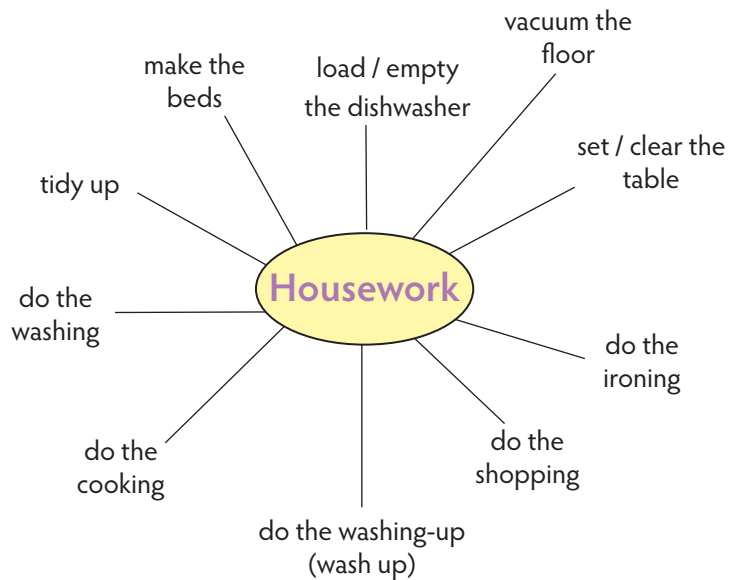 vacuum the
floor
make the
beds
load / empty
the dishwasher
set / clear the
table
tidy up
Housework
do the
washing
do the
ironing
do the
cooking
do the
shopping
do the washing-up
(wash up)